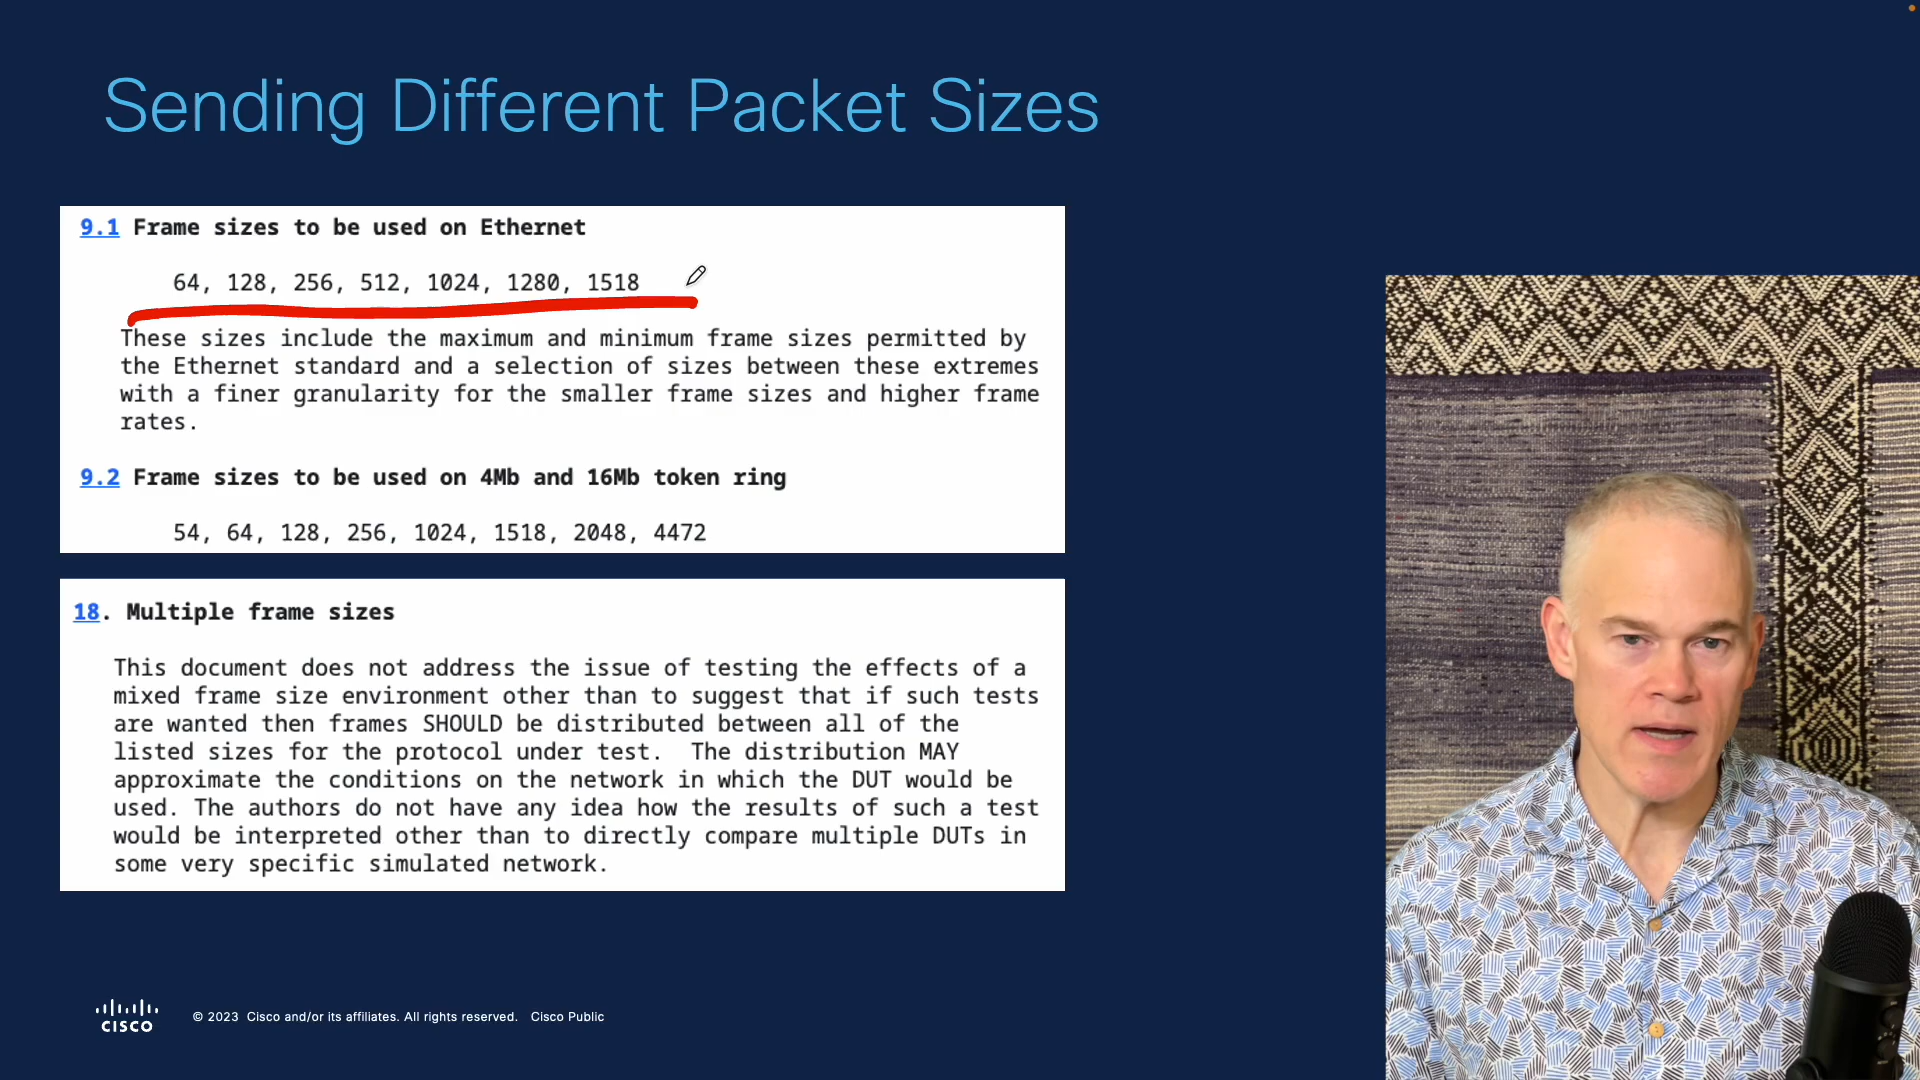 Sending Different Packet Sizes
9.1 Frame sizes to be used on Ethernet
64, 128, 256, 512, 1024, 1280, 1518
These sizes include the maximum and minimum frame sizes permitted by
the Ethernet standard and a selection of sizes between these extremes
with a finer granularity for the smaller frame sizes and higher frame
rates.
9.2 Frame sizes to be used on 4Mb and 16Mb token ring
54, 64, 128, 256, 1024, 1518, 2048, 4472
18. Multiple frame sizes
This document does not address the issue of testing the effects of a
mixed frame size environment other than to suggest that if such tests
are wanted then frames SHOULD be distributed between all of the
listed sizes for the protocol under test.  The distribution MAY
approximate the conditions on the network in which the DUT would be
used. The authors do not have any idea how the results of such a test
would be interpreted other than to directly compare multiple DUTs in
some very specific simulated network.
CISCO
© 2023 Cisco and/or its affiliates. All rights reserved. Cisco Public